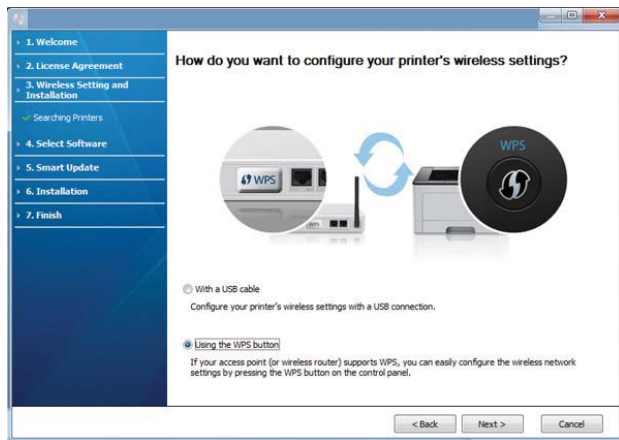 1. Welcome
2. License Agreement
3. Wireless Setting and
Installation
Searching Printers
4. Select Software
5. Smart Update
6. Installation
7. Finish
How do you want to configure your printer's wireless settings?
WPS
WPS
WPS
With a USB cable
Configure your printer's wireless settings with a USB connection.
Using the WPS button
If your access point (or wireless router) supports WPS, you can easily configure the wireless network
settings by pressing the WPS button on the control panel.
< Back
Next >
Cancel